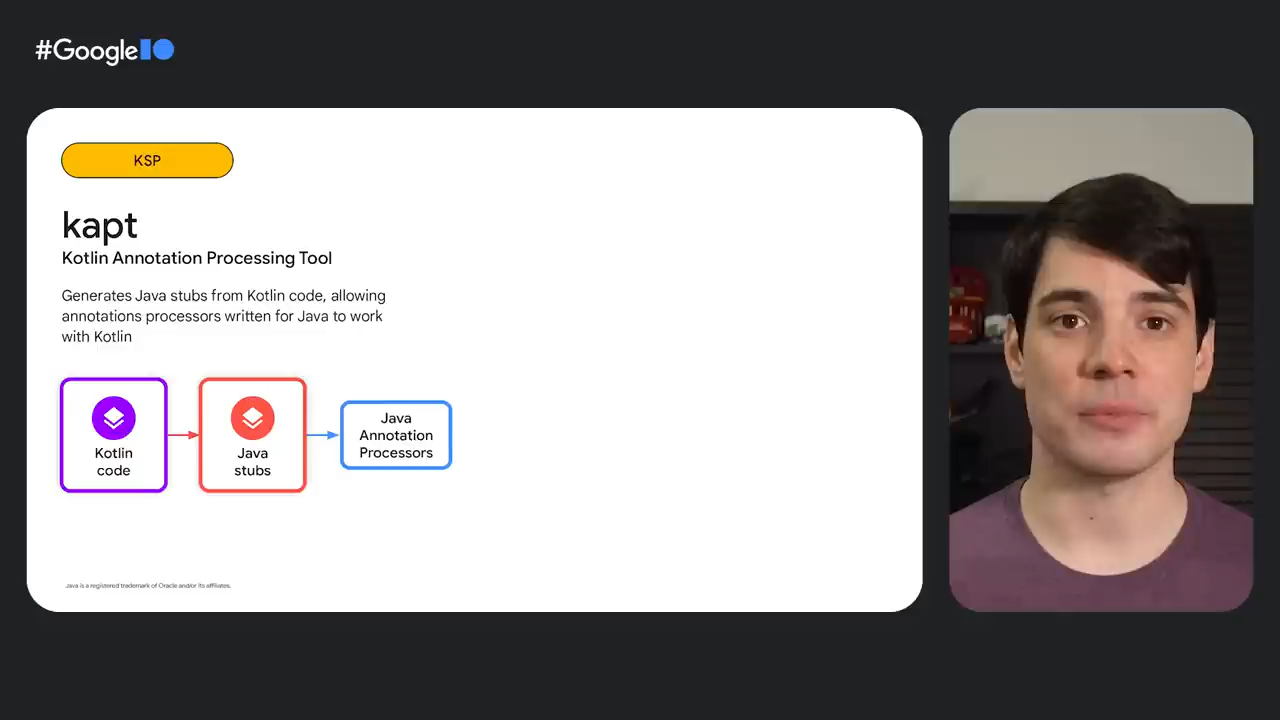 #GoogleIO
KSP
kapt
Kotlin Annotation Processing Tool
Generates Java stubs from Kotlin code, allowing
annotations processors written for Java to work
with Kotlin
Kotlin
code
Java
stubs
Java
Annotation
Processors
Java is a registered trademark of Oracle and/or its affiliates.